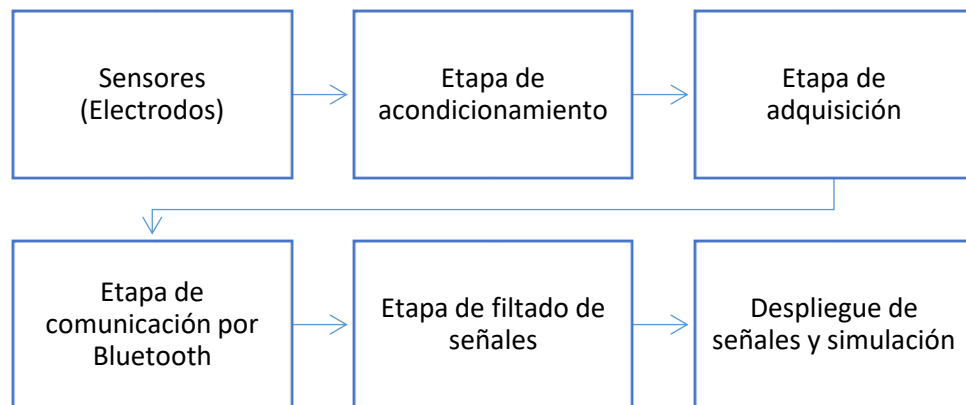 Sensores
(Electrodos)
Etapa de
acondicionamiento
Etapa de
adquisición
Etapa de
comunicación por
Bluetooth
Etapa de filtado de
señales
Despliegue de
señales y simulación